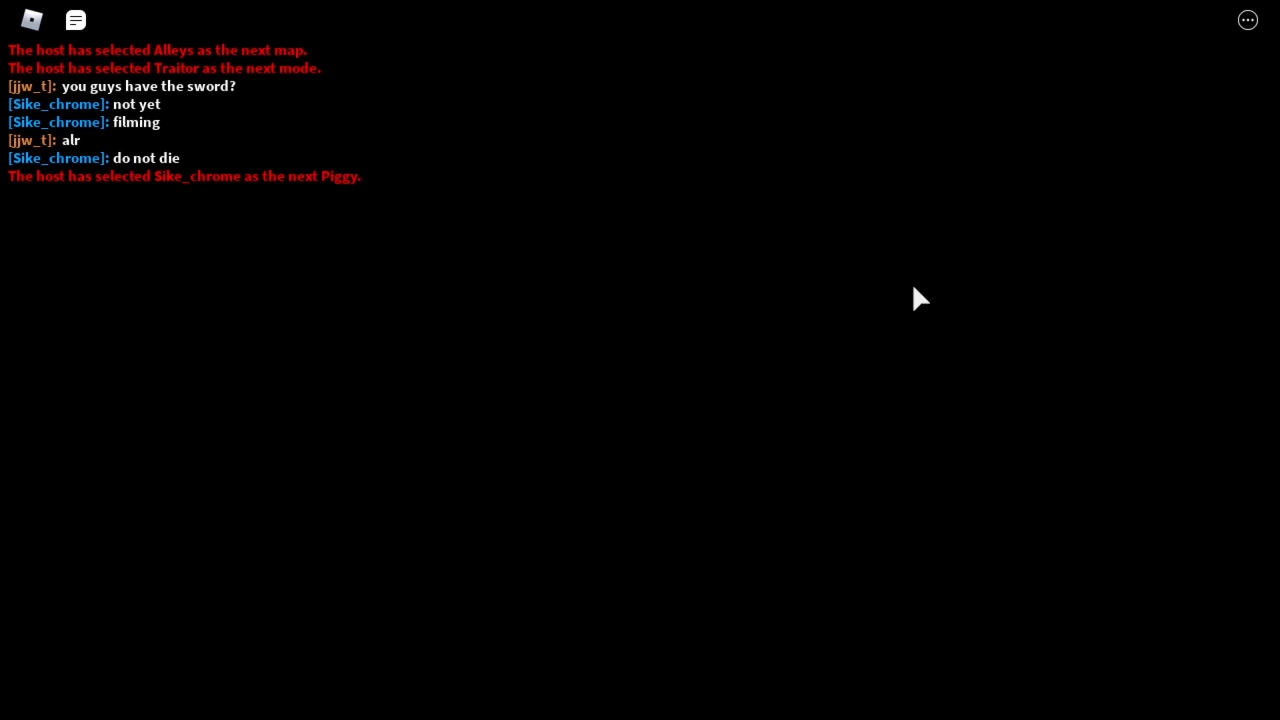 The host has selected Alleys as the next map.
The host has selected Traitor as the next mode.
[jjw_t]: you guys have the sword?
[Sike_chrome]: not yet
[Sike_chrome]: filming
[jjw_t]: alr
[Sike_chrome]: do not die
The host has selected Sike_chrome as the next Piggy.